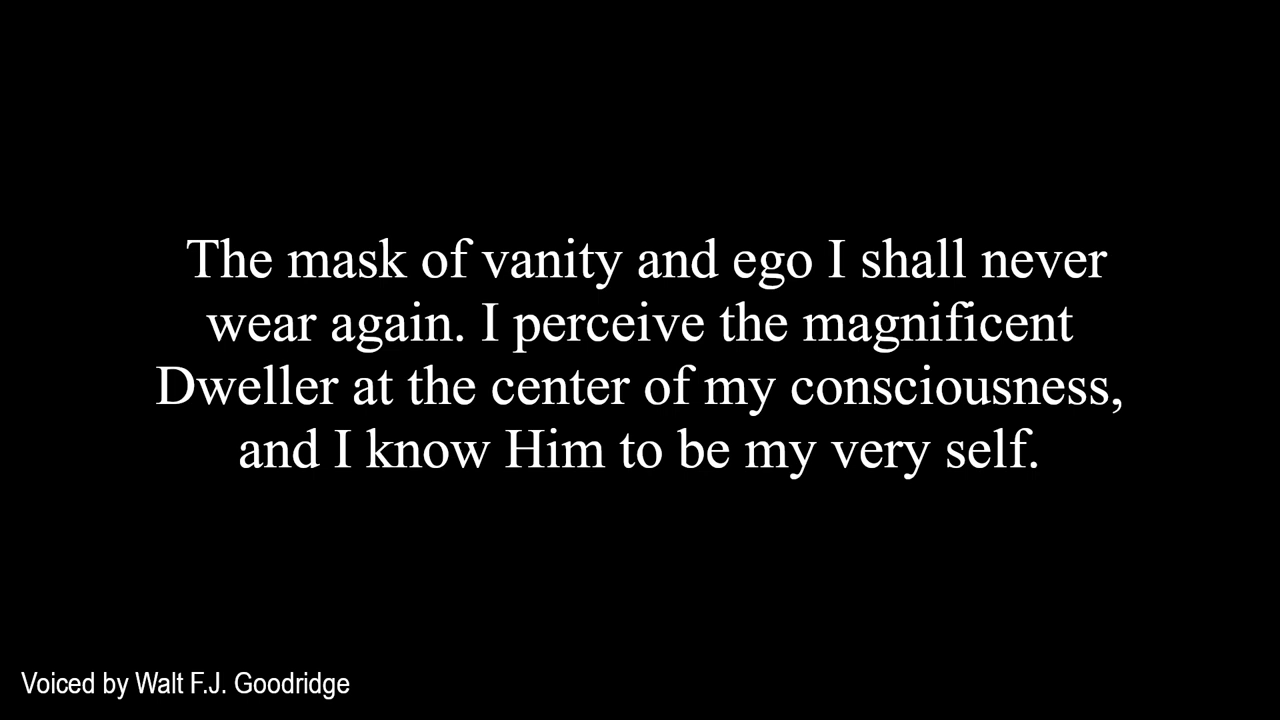 The mask of vanity and ego I shall never
wear again. I perceive the magnificent
Dweller at the center of my consciousness,
and I know Him to be my very self.
Voiced by Walt F.J. Goodridge